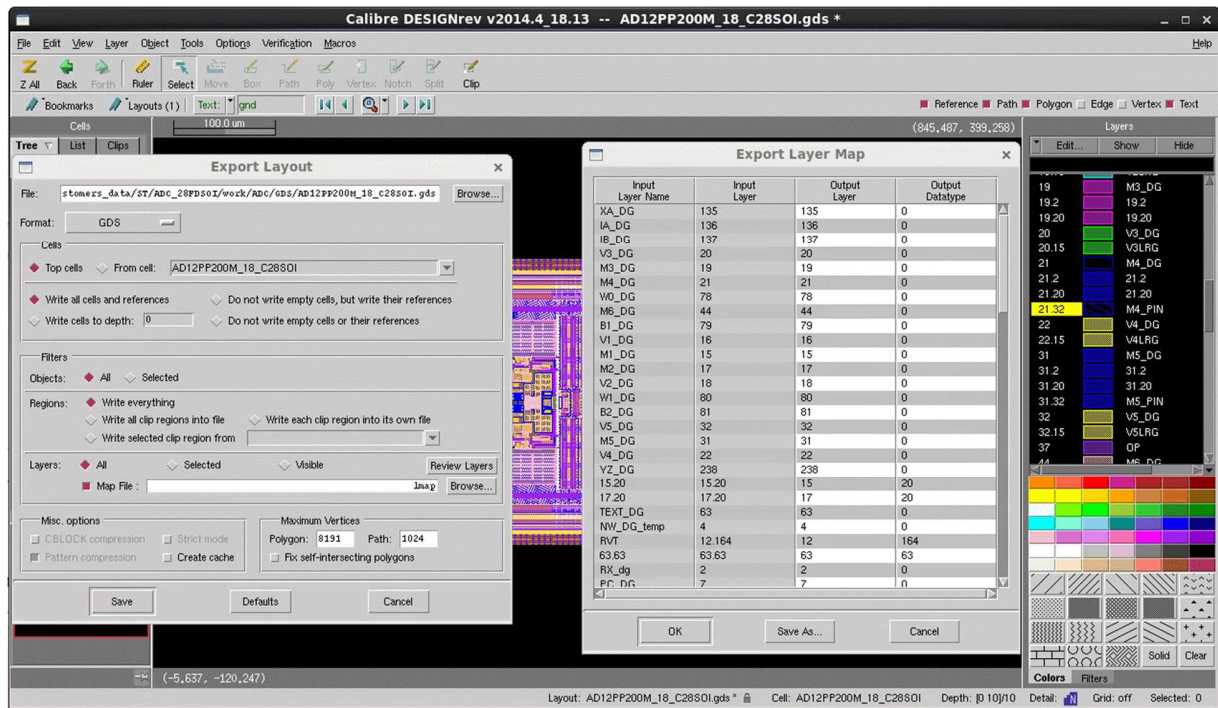 Calibre DESIGNrev v2014.4_18.13 -- AD12PP200M_18_C28SOI.gds *
File Edit View Layer Object Tools Options Verification Macros Help
Z All Back Forth Ruler Select Move Box Path Poly Vertex Notch Split Clip
Bookmarks Layouts (1) Text: gnd Reference Path Polygon Edge Vertex Text
Cells 100.0 um (845.487, 399.258) Layers
Tree List Clips
Edit... Show Hide
19 M3_DG
19.2 19.2
19.20 19.20
20 V3_DG
20.15 V3LRG
21 M4_DG
21.2 21.2
21.20 21.20
21.32 M4_PIN
22 V4_DG
22.15 V4LRG
31 M5_DG
31.2 31.2
31.20 31.20
31.32 M5_PIN
32 V5_DG
32.15 V5LRG
37 OP
44 M6_DG
Solid Clear
Colors Filters
Export Layout
File: stomers_data/ST/ADC_28FDSOI/work/ADC/GDS/AD12PP200M_18_c28SOI.gds Browse...
Format: GDS
Cells
Top cells From cell: AD12PP200M_18_C28SOI
Write all cells and references Do not write empty cells, but write their references
Write cells to depth: 0 Do not write empty cells or their references
Filters
Objects: All Selected
Regions: Write everything
Write all clip regions into file Write each clip region into its own file
Write selected clip region from
Layers: All Selected Visible Review Layers
Map File : lmap Browse...
Misc. options
CBLOCK compression Strict mode
Pattern compression Create cache
Maximum Vertices
Polygon: 8191 Path: 1024
Fix self-intersecting polygons
Save Defaults Cancel
Export Layer Map
Input Layer Name Input Layer Output Layer Output Datatype
XA_DG 135 135 0
IA_DG 136 136 0
IB_DG 137 137 0
V3_DG 20 20 0
M3_DG 19 19 0
M4_DG 21 21 0
W0_DG 78 78 0
M6_DG 44 44 0
B1_DG 79 79 0
V1_DG 16 16 0
M1_DG 15 15 0
M2_DG 17 17 0
V2_DG 18 18 0
W1_DG 80 80 0
B2_DG 81 81 0
V5_DG 32 32 0
M5_DG 31 31 0
V4_DG 22 22 0
YZ_DG 238 238 0
15.20 15.20 15 20
17.20 17.20 17 20
TEXT_DG 63 63 0
NW_DG_temp 4 4 0
RVT 12.164 12 164
63.63 63.63 63 63
RX_dg 2 2 0
PC_DG 7 7 0
OK Save As... Cancel
(-5.637, -120.247)
Layout: AD12PP200M_18_C28SOI.gds * Cell: AD12PP200M_18_C28SOI Depth: [0 10]/10 Detail: N Grid: off Selected: 0